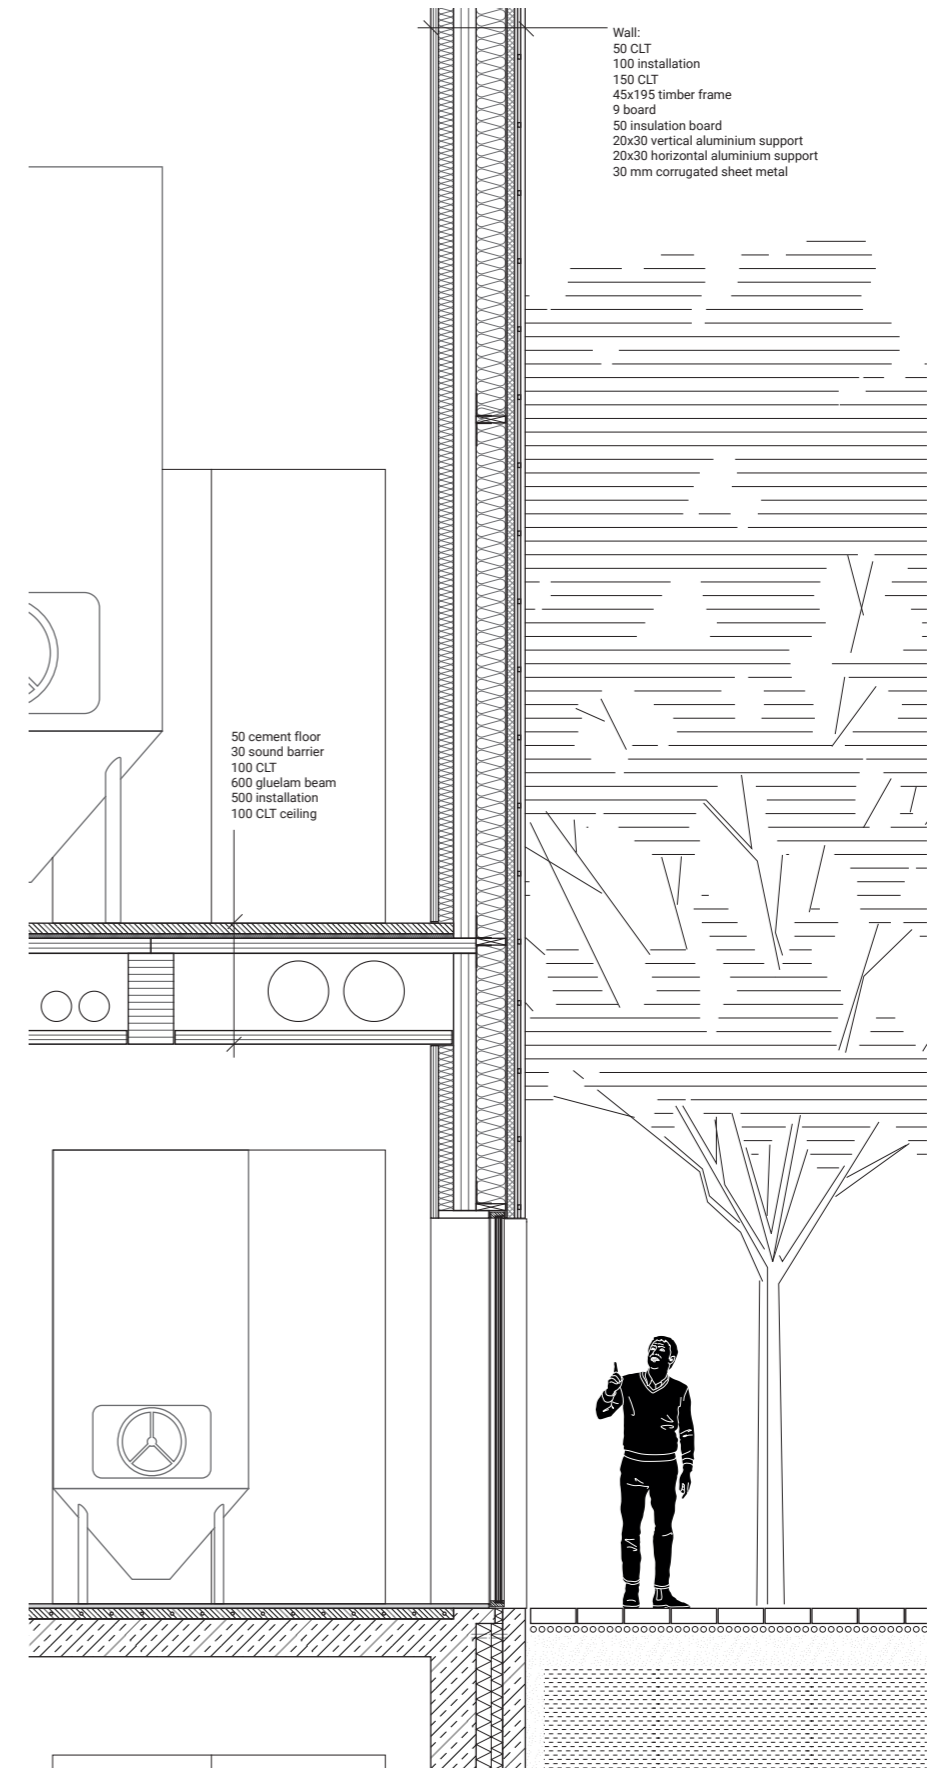 Wall:
50 CLT
100 installation
150 CLT
45x195 timber frame
9 board
50 insulation board
20x30 vertical aluminium support
20x30 horizontal aluminium support
30 mm corrugated sheet metal
50 cement floor
30 sound barrier
100 CLT
600 gluelam beam
500 installation
100 CLT ceiling